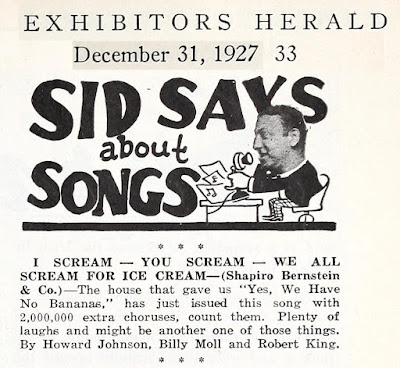 EXHIBITORS HERALD
December 31, 1927 33
SID SAYS
about
SONGS
* * *
I SCREAM — YOU SCREAM — WE ALL
SCREAM FOR ICE CREAM—(Shapiro Bernstein
& Co.)—The house that gave us "Yes, We Have
No Bananas," has just issued this song with
2,000,000 extra choruses, count them. Plenty of
laughs and might be another one of those things.
By Howard Johnson, Billy Moll and Robert King.
* * *